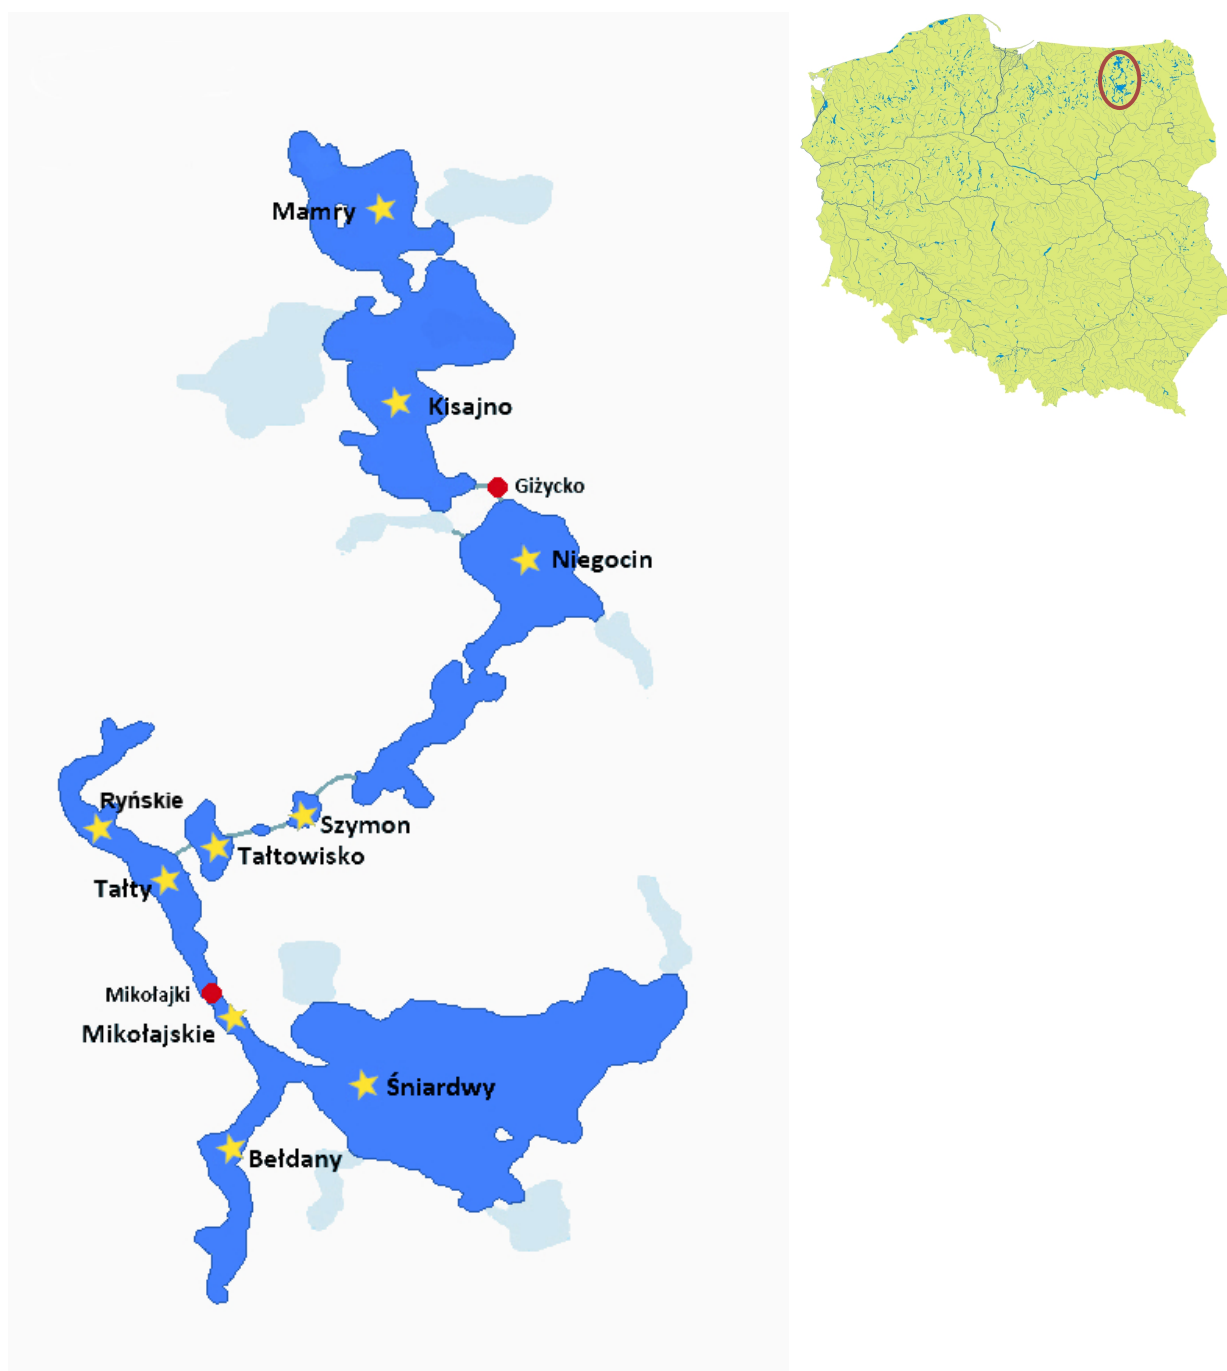 Mamry
Kisajno
Giżycko
Niegocin
Ryńskie
Szymon
Tałtowisko
Tałty
Mikołajki
Mikołajskie
Śniardwy
Bełdany